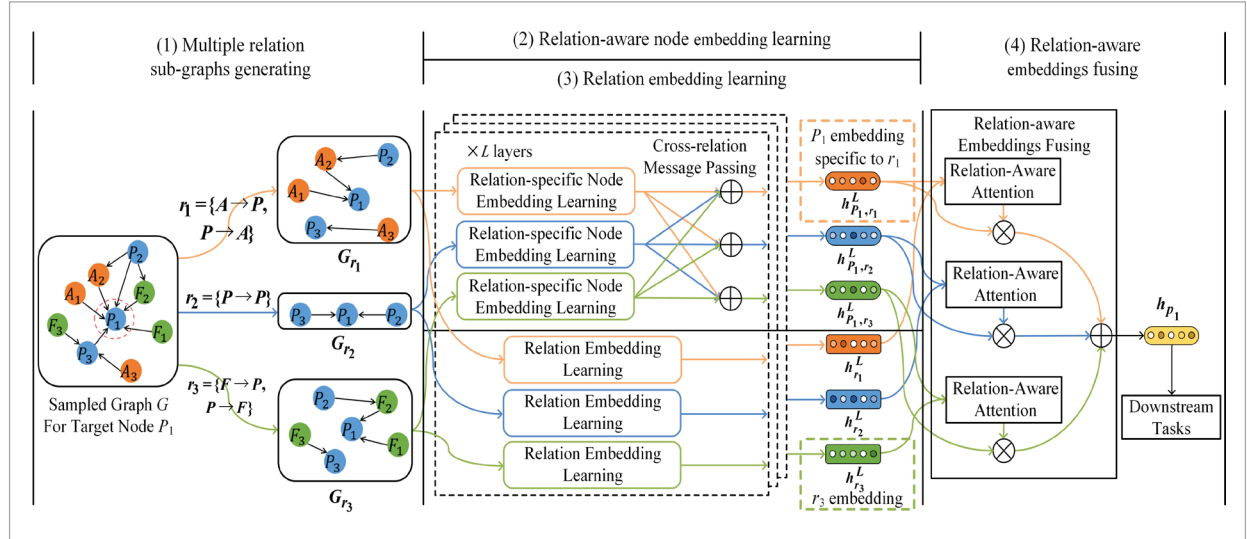 (1) Multiple relation
sub-graphs generating
(2) Relation-aware node embedding learning
(3) Relation embedding learning
(4) Relation-aware
embeddings fusing
r1={A→P,
P→A}
r2={P→P}
r3={F→P,
P→F}
P2
A2
A1
F2
P1
F3
F1
P3
A3
Sampled Graph G
For Target Node P1
A2
P2
A1
P1
P3
A3
Gr1
P3
P1
P2
Gr2
P2
F2
F3
P1
F1
P3
Gr3
×L layers
Cross-relation
Message Passing
Relation-specific Node
Embedding Learning
Relation-specific Node
Embedding Learning
Relation-specific Node
Embedding Learning
Relation Embedding
Learning
Relation Embedding
Learning
Relation Embedding
Learning
P1 embedding
specific to r1
h^L_{P1,r1}
h^L_{P1,r2}
h^L_{P1,r3}
h^L_{r1}
h^L_{r2}
h^L_{r3}
r3 embedding
Relation-aware
Embeddings Fusing
Relation-Aware
Attention
Relation-Aware
Attention
Relation-Aware
Attention
hp1
Downstream
Tasks